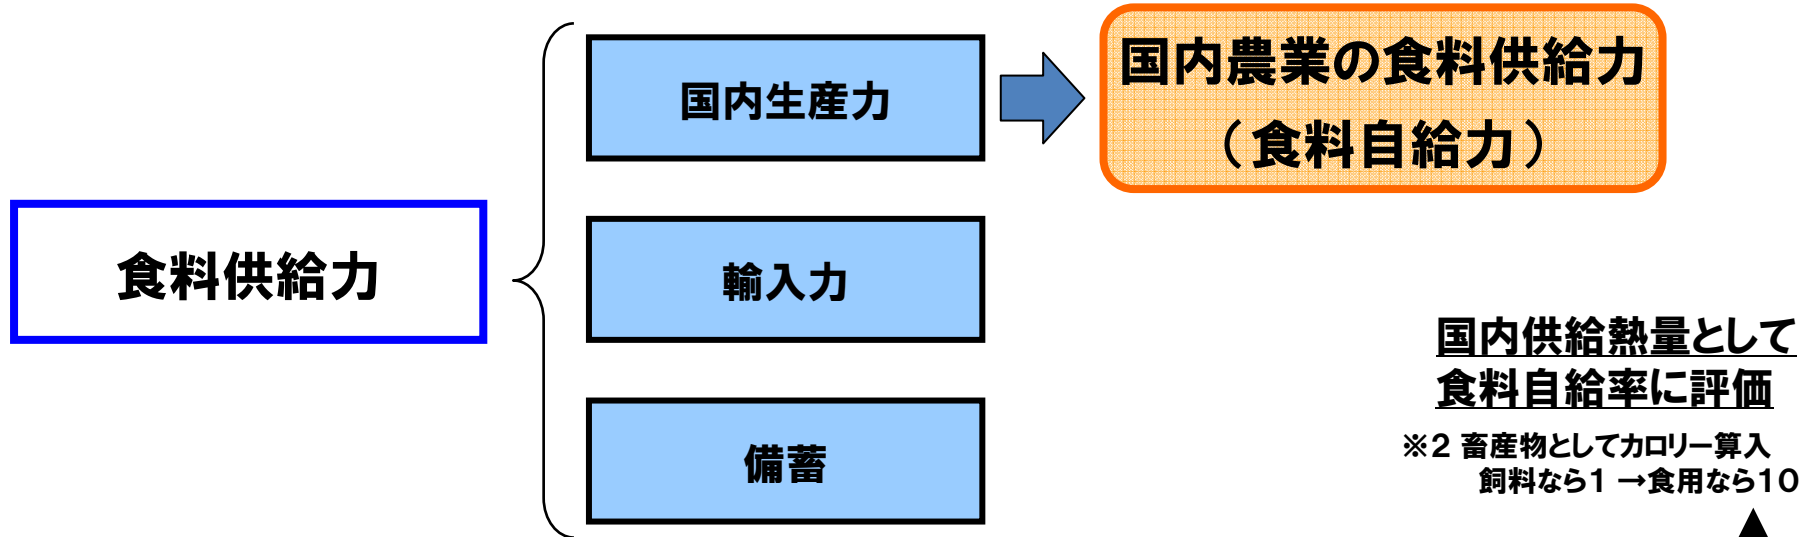 食料供給力
国内生産力
輸入力
備蓄
国内農業の食料供給力
（食料自給力）
国内供給熱量として
食料自給率に評価
※２ 畜産物としてカロリー算入
飼料なら１ →食用なら１０